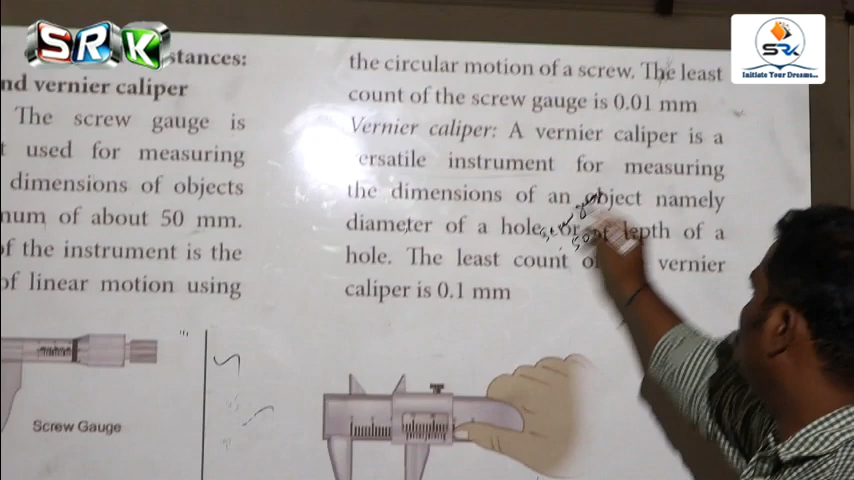 SRK
SRK
Initiate Your Dreams...
stances:
nd vernier caliper
The screw gauge is
t used for measuring
dimensions of objects
num of about 50 mm.
of the instrument is the
of linear motion using
Screw Gauge
the circular motion of a screw. The least
count of the screw gauge is 0.01 mm
Vernier caliper: A vernier caliper is a
ersatile instrument for measuring
the dimensions of an object namely
diameter of a hole, or of depth of a
hole. The least count of vernier
caliper is 0.1 mm